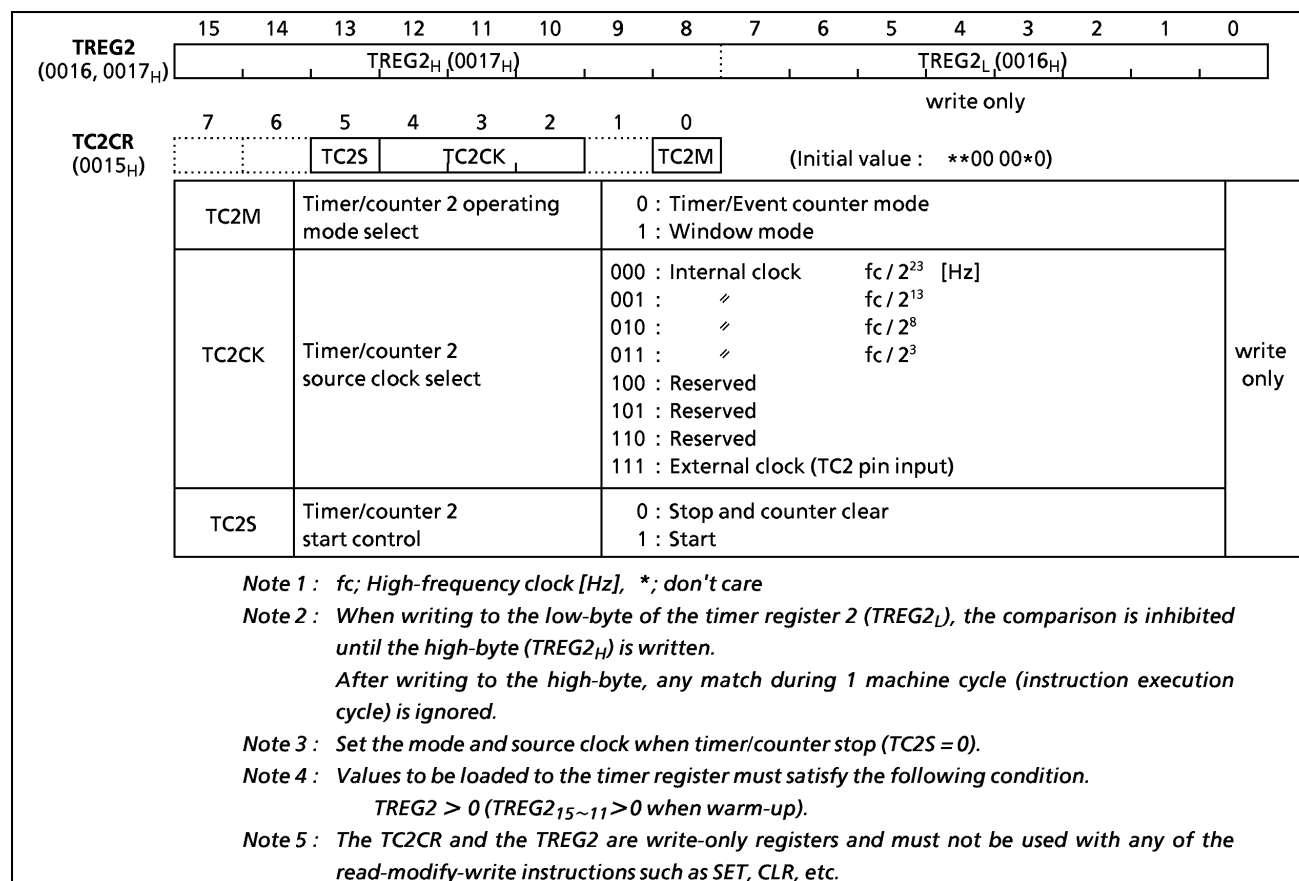 15 14 13 12 11 10 9 8 7 6 5 4 3 2 1 0
TREG2
(0016, 0017H)
TREG2H (0017H) TREG2L (0016H)
write only
7 6 5 4 3 2 1 0
TC2CR
(0015H)
TC2S TC2CK TC2M (Initial value : **00 00*0)
TC2M
Timer/counter 2 operating
mode select
0 : Timer/Event counter mode
1 : Window mode
TC2CK
Timer/counter 2
source clock select
000 : Internal clock fc / 2²³ [Hz]
001 : 〃 fc / 2¹³
010 : 〃 fc / 2⁸
011 : 〃 fc / 2³
100 : Reserved
101 : Reserved
110 : Reserved
111 : External clock (TC2 pin input)
TC2S
Timer/counter 2
start control
0 : Stop and counter clear
1 : Start
write
only
Note 1 : fc; High-frequency clock [Hz], *; don't care
Note 2 : When writing to the low-byte of the timer register 2 (TREG2L), the comparison is inhibited
until the high-byte (TREG2H) is written.
After writing to the high-byte, any match during 1 machine cycle (instruction execution
cycle) is ignored.
Note 3 : Set the mode and source clock when timer/counter stop (TC2S = 0).
Note 4 : Values to be loaded to the timer register must satisfy the following condition.
TREG2 > 0 (TREG2₁₅~₁₁ > 0 when warm-up).
Note 5 : The TC2CR and the TREG2 are write-only registers and must not be used with any of the
read-modify-write instructions such as SET, CLR, etc.